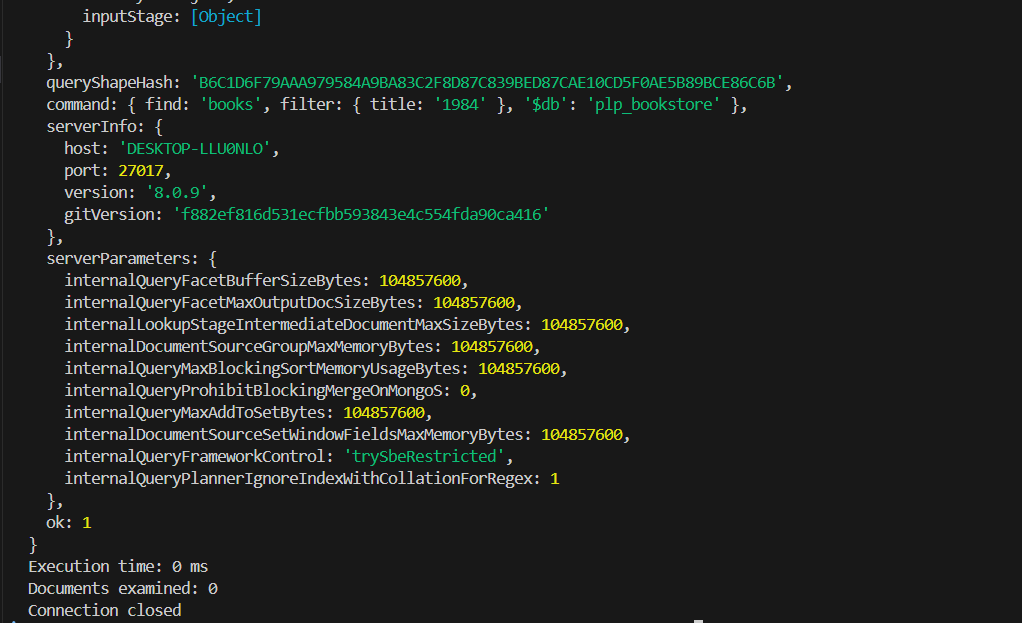 inputStage: [Object]
}
},
queryShapeHash: 'B6C1D6F79AAA979584A9BA83C2F8D87C839BED87CAE10CD5F0AE5B89BCE86C6B',
command: { find: 'books', filter: { title: '1984' }, '$db': 'plp_bookstore' },
serverInfo: {
host: 'DESKTOP-LLU0NLO',
port: 27017,
version: '8.0.9',
gitVersion: 'f882ef816d531ecfbb593843e4c554fda90ca416'
},
serverParameters: {
internalQueryFacetBufferSizeBytes: 104857600,
internalQueryFacetMaxOutputDocSizeBytes: 104857600,
internalLookupStageIntermediateDocumentMaxSizeBytes: 104857600,
internalDocumentSourceGroupMaxMemoryBytes: 104857600,
internalQueryMaxBlockingSortMemoryUsageBytes: 104857600,
internalQueryProhibitBlockingMergeOnMongoS: 0,
internalQueryMaxAddToSetBytes: 104857600,
internalDocumentSourceSetWindowFieldsMaxMemoryBytes: 104857600,
internalQueryFrameworkControl: 'trySbeRestricted',
internalQueryPlannerIgnoreIndexWithCollationForRegex: 1
},
ok: 1
}
Execution time: 0 ms
Documents examined: 0
Connection closed